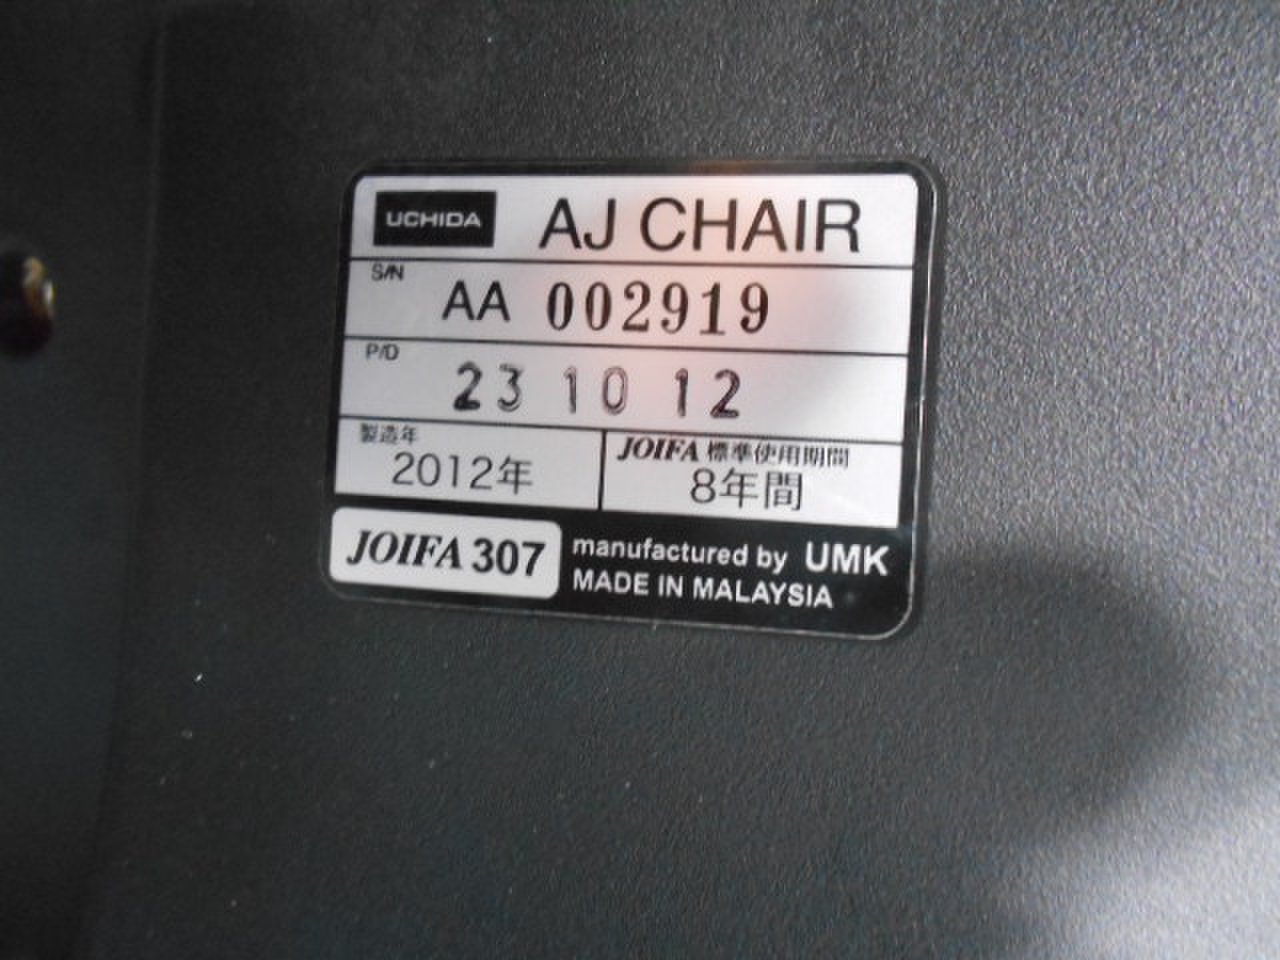 UCHIDA AJ CHAIR
S/N
AA 002919
P/D
23 10 12
製造年
2012年
JOIFA 標準使用期間
8年間
JOIFA 307
manufactured by UMK
MADE IN MALAYSIA